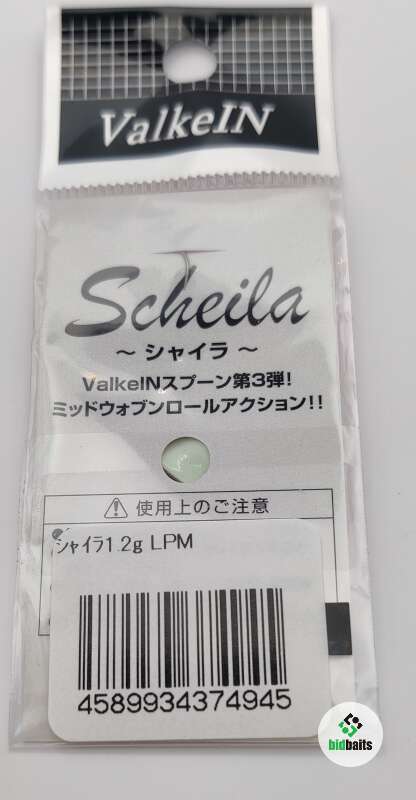 ValkeIN
Scheila
～シャイラ～
ValkeINスプーン第3弾!
ミッドウォブンロールアクション!!
使用上のご注意
シャイラ1.2g LPM
4589934374945
bidbaits